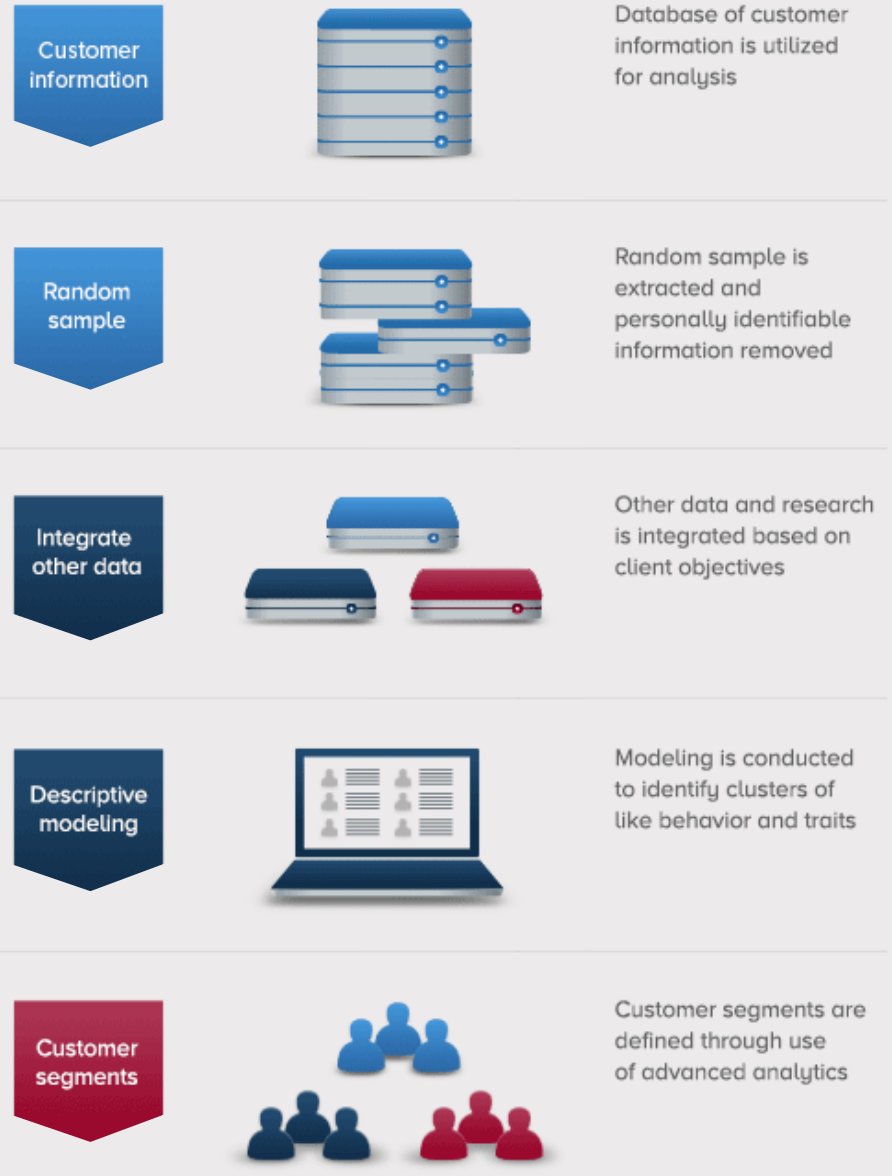 Customer
information
Database of customer
information is utilized
for analysis
Random
sample
Random sample is
extracted and
personally identifiable
information removed
Integrate
other data
Other data and research
is integrated based on
client objectives
Descriptive
modeling
Modeling is conducted
to identify clusters of
like behavior and traits
Customer
segments
Customer segments are
defined through use
of advanced analytics